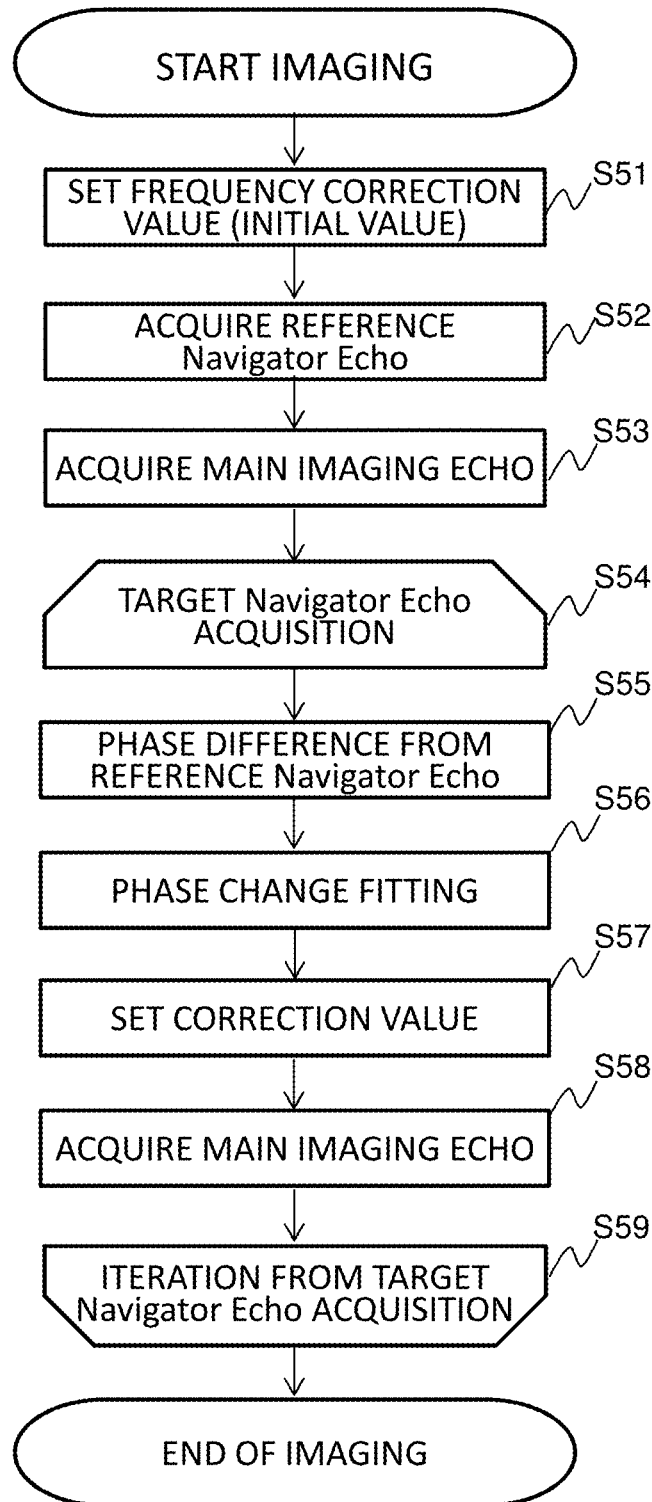 START IMAGING
S51
SET FREQUENCY CORRECTION
VALUE (INITIAL VALUE)
S52
ACQUIRE REFERENCE
Navigator Echo
S53
ACQUIRE MAIN IMAGING ECHO
S54
TARGET Navigator Echo
ACQUISITION
S55
PHASE DIFFERENCE FROM
REFERENCE Navigator Echo
S56
PHASE CHANGE FITTING
S57
SET CORRECTION VALUE
S58
ACQUIRE MAIN IMAGING ECHO
S59
ITERATION FROM TARGET
Navigator Echo ACQUISITION
END OF IMAGING